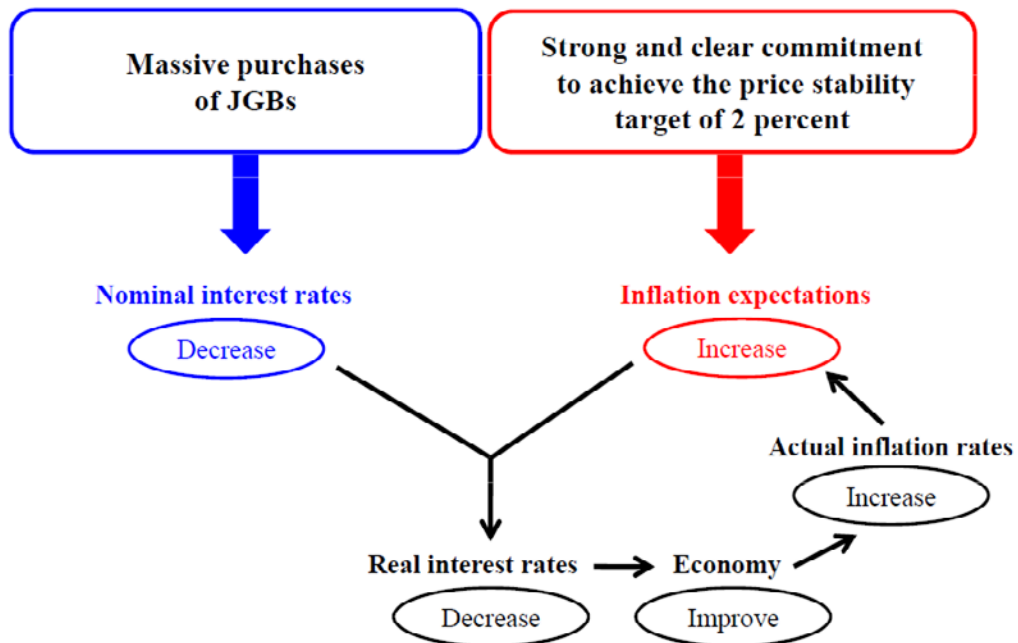 Massive purchases
of JGBs
Strong and clear commitment
to achieve the price stability
target of 2 percent
Nominal interest rates
Decrease
Inflation expectations
Increase
Actual inflation rates
Increase
Real interest rates
Decrease
Economy
Improve